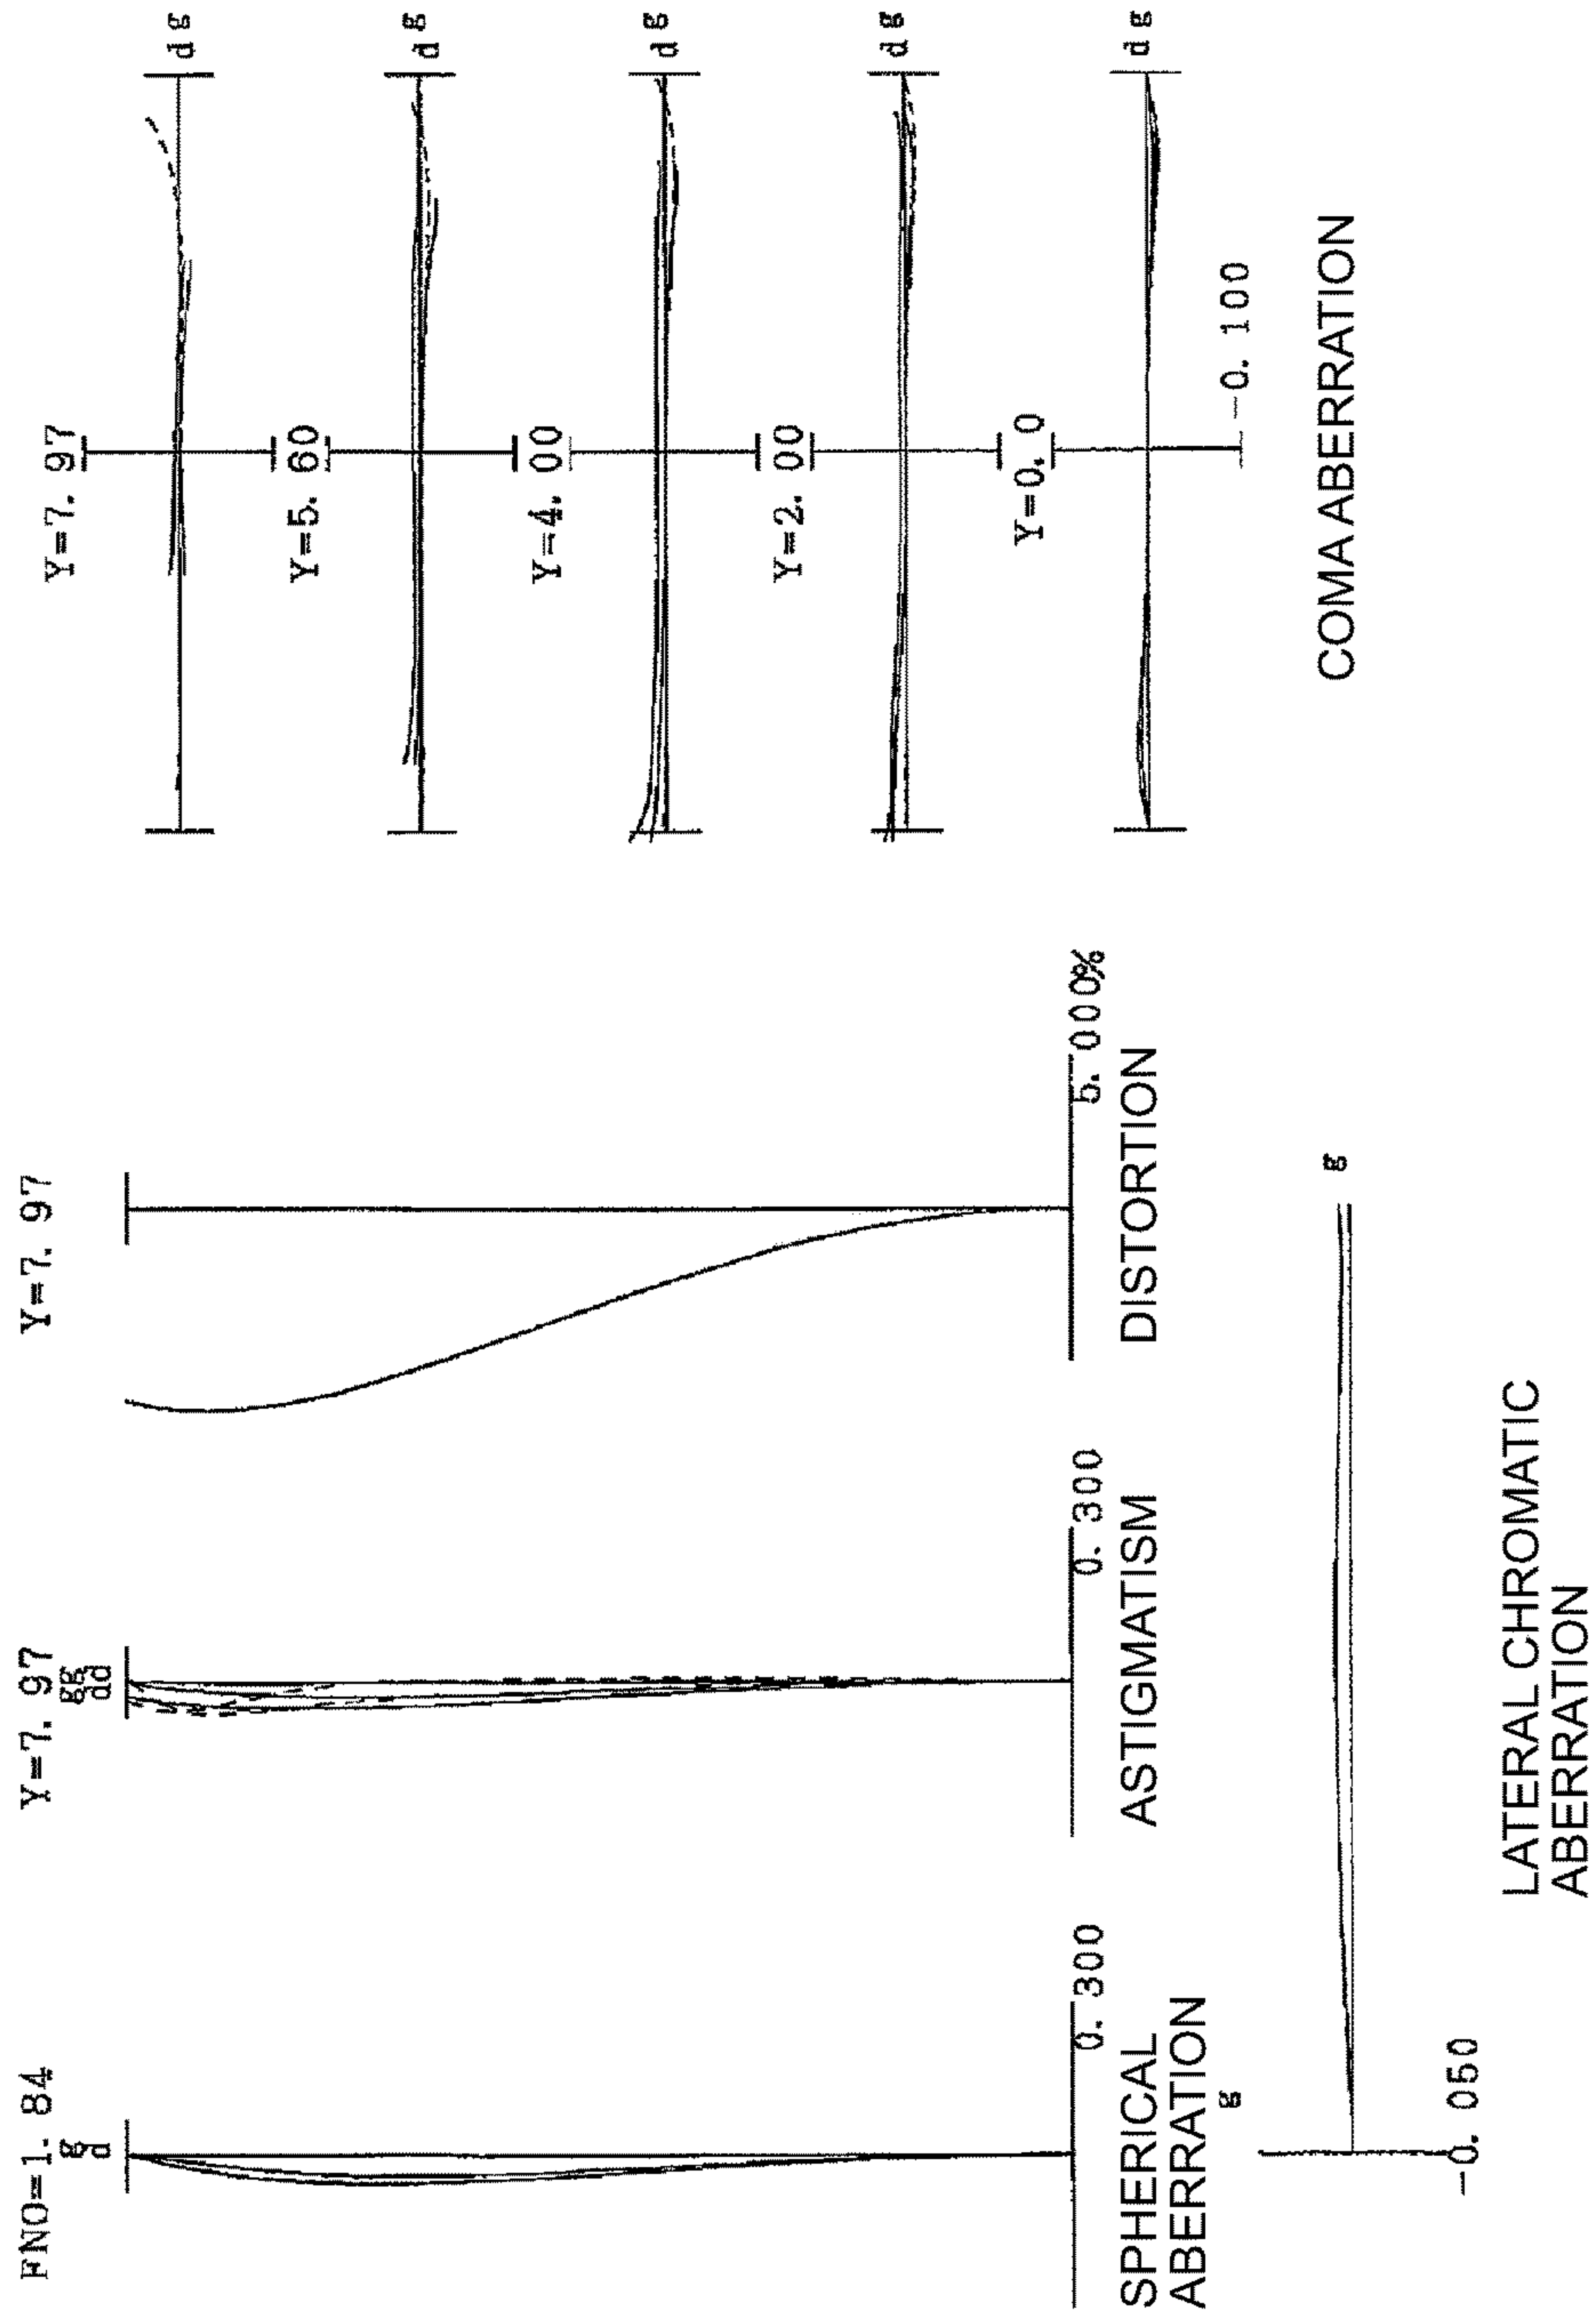 FNO=1. 84
g
d
0. 300
SPHERICAL
ABERRATION
Y=7. 97
gg
dd
0. 300
ASTIGMATISM
Y=7. 97
5. 000%
DISTORTION
g
-0. 050
g
LATERAL CHROMATIC
ABERRATION
Y=7. 97
d g
Y=5. 60
d g
Y=4. 00
d g
Y=2. 00
d g
Y=0. 0
d g
-0. 100
COMA ABERRATION